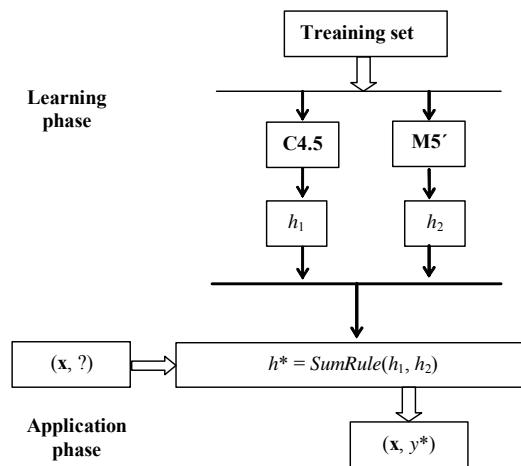 Treaining set
Learning
phase
C4.5
M5´
h1
h2
(x, ?)
h* = SumRule(h1, h2)
Application
phase
(x, y*)